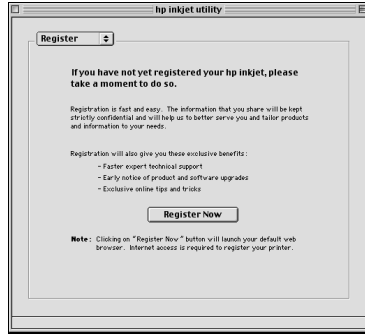 hp inkjet utility
Register
If you have not yet registered your hp inkjet, please
take a moment to do so.
Registration is fast and easy. The information that you share will be kept
strictly confidential and will help us to better serve you and tailor products
and information to your needs.
Registration will also give you these exclusive benefits:
- Faster expert technical support
- Early notice of product and software upgrades
- Exclusive online tips and tricks
Register Now
Note: Clicking on "Register Now" button will launch your default web
browser. Internet access is required to register your printer.